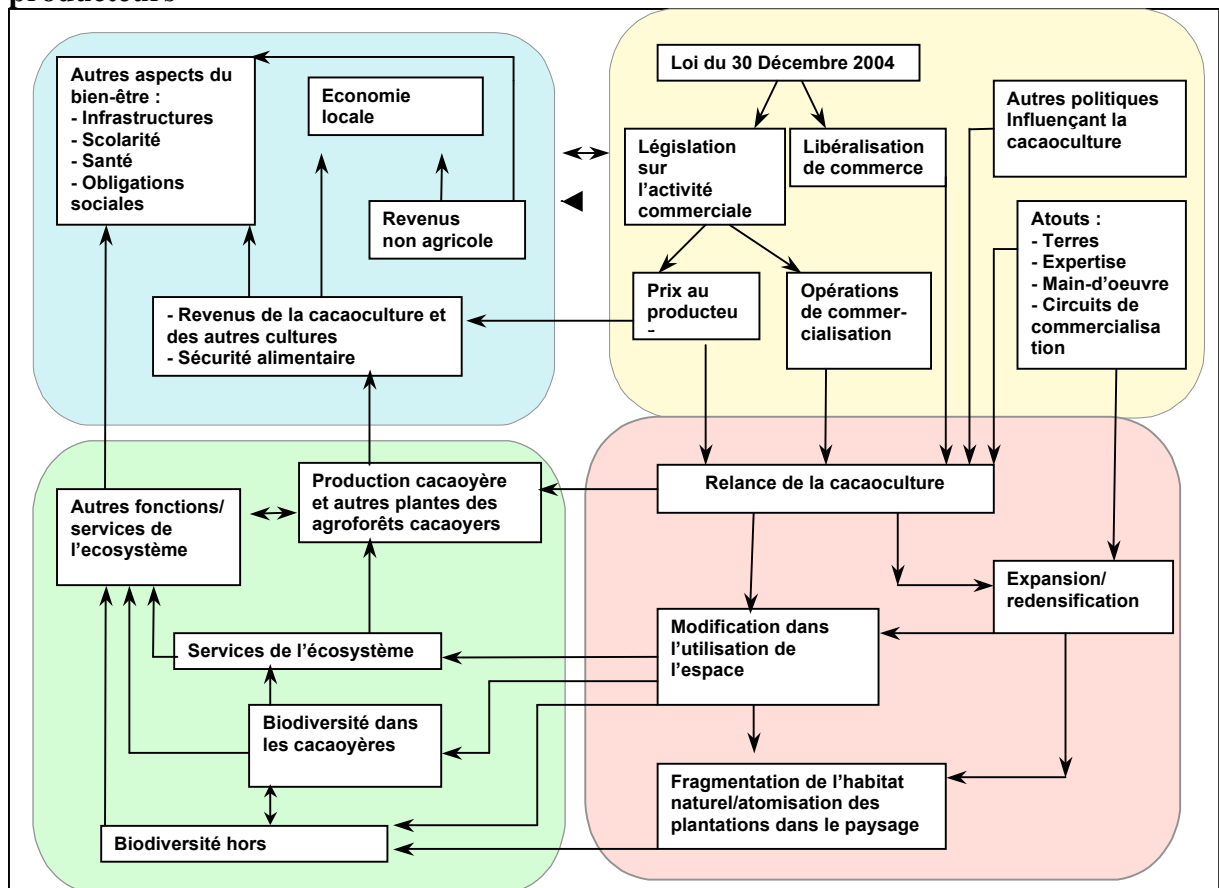 producteurs
Autres aspects du
bien-être :
- Infrastructures
- Scolarité
- Santé
- Obligations
sociales
Economie
locale
Revenus
non agricole
- Revenus de la cacaoculture et
des autres cultures
- Sécurité alimentaire
Loi du 30 Décembre 2004
Législation
sur
l'activité
commerciale
Libéralisation
de commerce
Autres politiques
Influençant la
cacaoculture
Prix au
producteu
Opérations
de commer-
cialisation
Atouts :
- Terres
- Expertise
- Main-d'oeuvre
- Circuits de
commercialisa
tion
Autres fonctions/
services de
l'ecosystème
Production cacaoyère
et autres plantes des
agroforêts cacaoyers
Services de l'écosystème
Biodiversité dans
les cacaoyères
Biodiversité hors
Relance de la cacaoculture
Expansion/
redensification
Modification dans
l'utilisation de
l'espace
Fragmentation de l'habitat
naturel/atomisation des
plantations dans le paysage